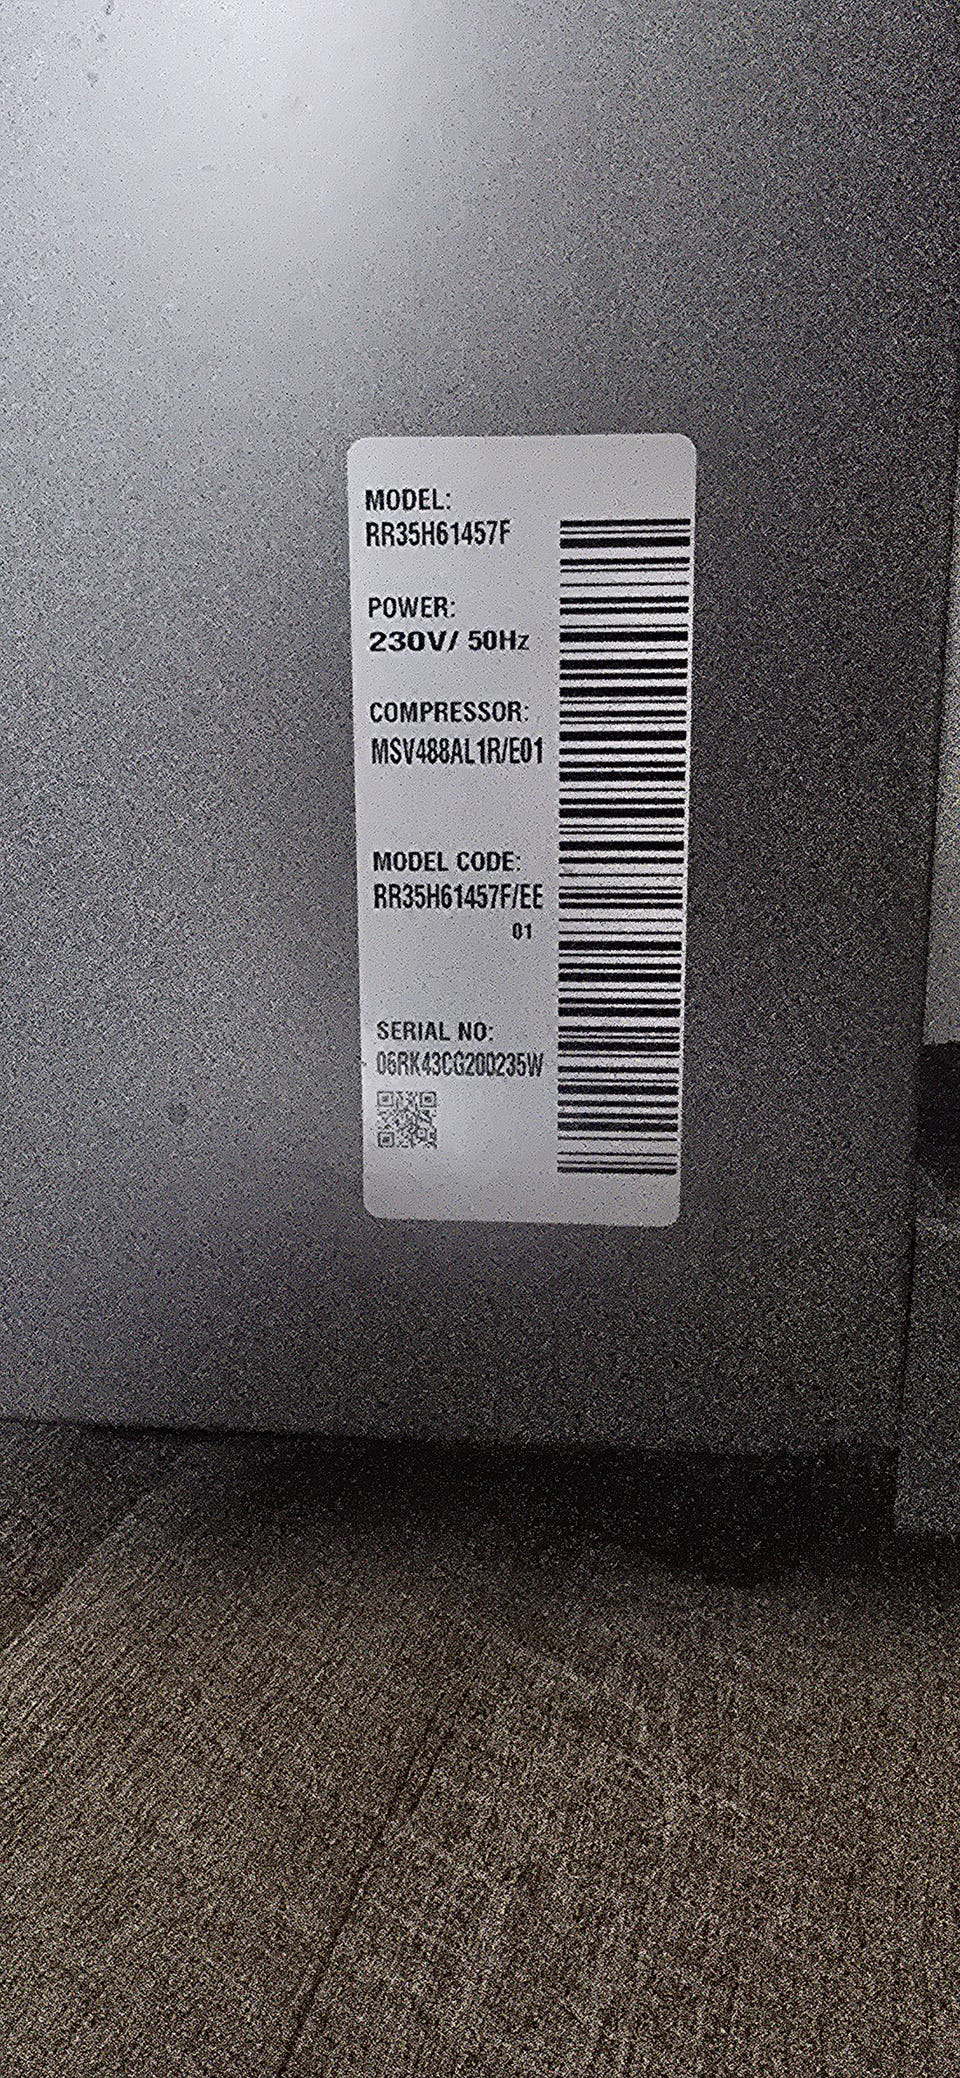 MODEL:
RR35H61457F
POWER:
230V/ 50Hz
COMPRESSOR:
MSV488AL1R/E01
MODEL CODE:
RR35H61457F/EE
01
SERIAL NO:
06RK43CG200235W